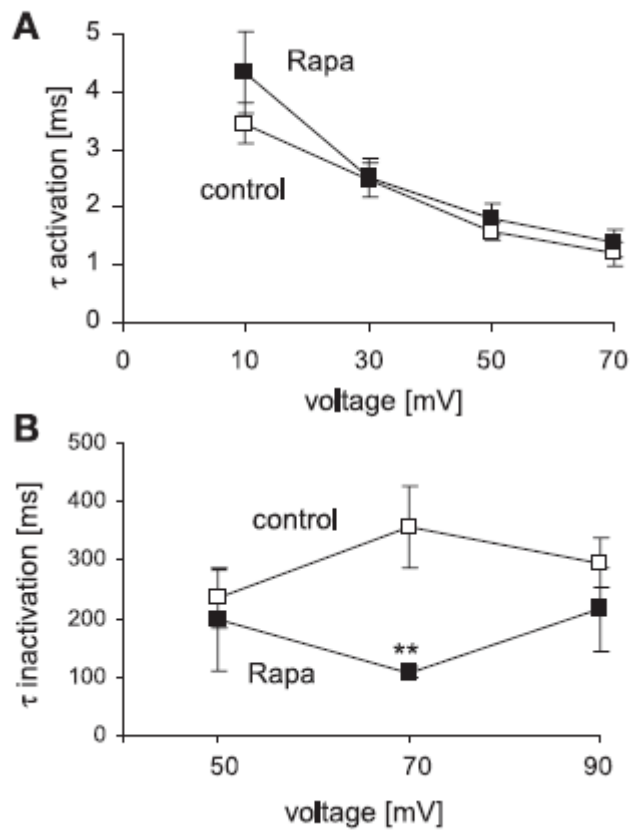 A
5
4
3
2
1
0
τ activation [ms]
Rapa
control
0 10 30 50 70
voltage [mV]
B
500
400
300
200
100
0
τ inactivation [ms]
control
**
Rapa
50 70 90
voltage [mV]